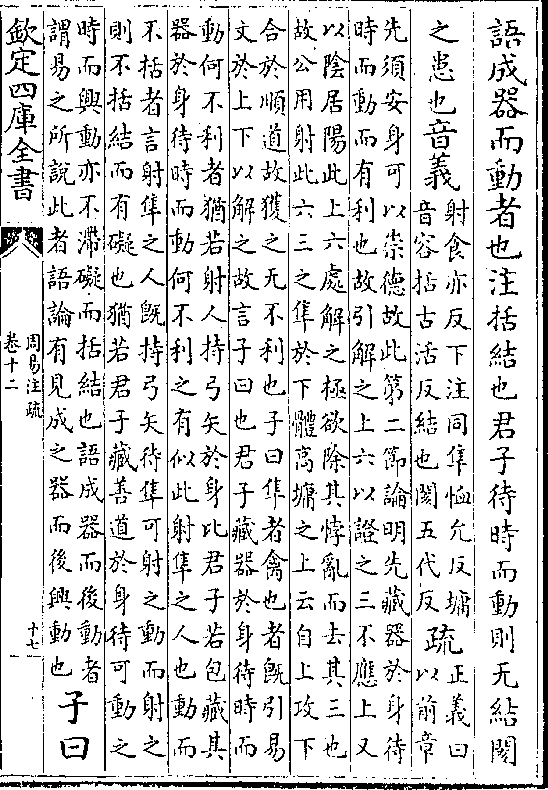 語成器而動者也注括結也君子待時而動則无結閡
之患也音義射食亦反下注同隼恤允反墉
音容括古活反結也閡五代反疏正義曰
以前章
先須安身可以崇德故此第二節論明先藏器於身待
時而動而有利也故引解之上六以證之三不應上又
以陰居陽此上六處解之極欲除其悖亂而去其三也
故公用射此六三之隼於下體高墉之上云自上攻下
合於順道故獲之无不利也子曰隼者禽也者既引易
文於上下以解之故言子曰也君子藏器於身待時而
動何不利者猶若射人持弓矢於身此君子若包藏其
器於身待時而動何不利之有似此射隼之人也動而
不括者言射隼之人既持弓矢待隼可射之動而射之
則不括結而有礙也猶若君子藏善道於身待可動之
時而興動亦不滯礙而括結也語成器而後動者
謂易之所說此者語論有見成之器而後興動也子曰
欽定四庫全書
周易注疏
卷十二
十七